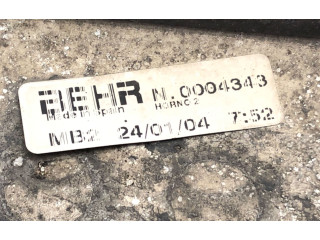 BEHR N.0004343
Made in Spain HORNO 2
MB2 24/01/04 7:52